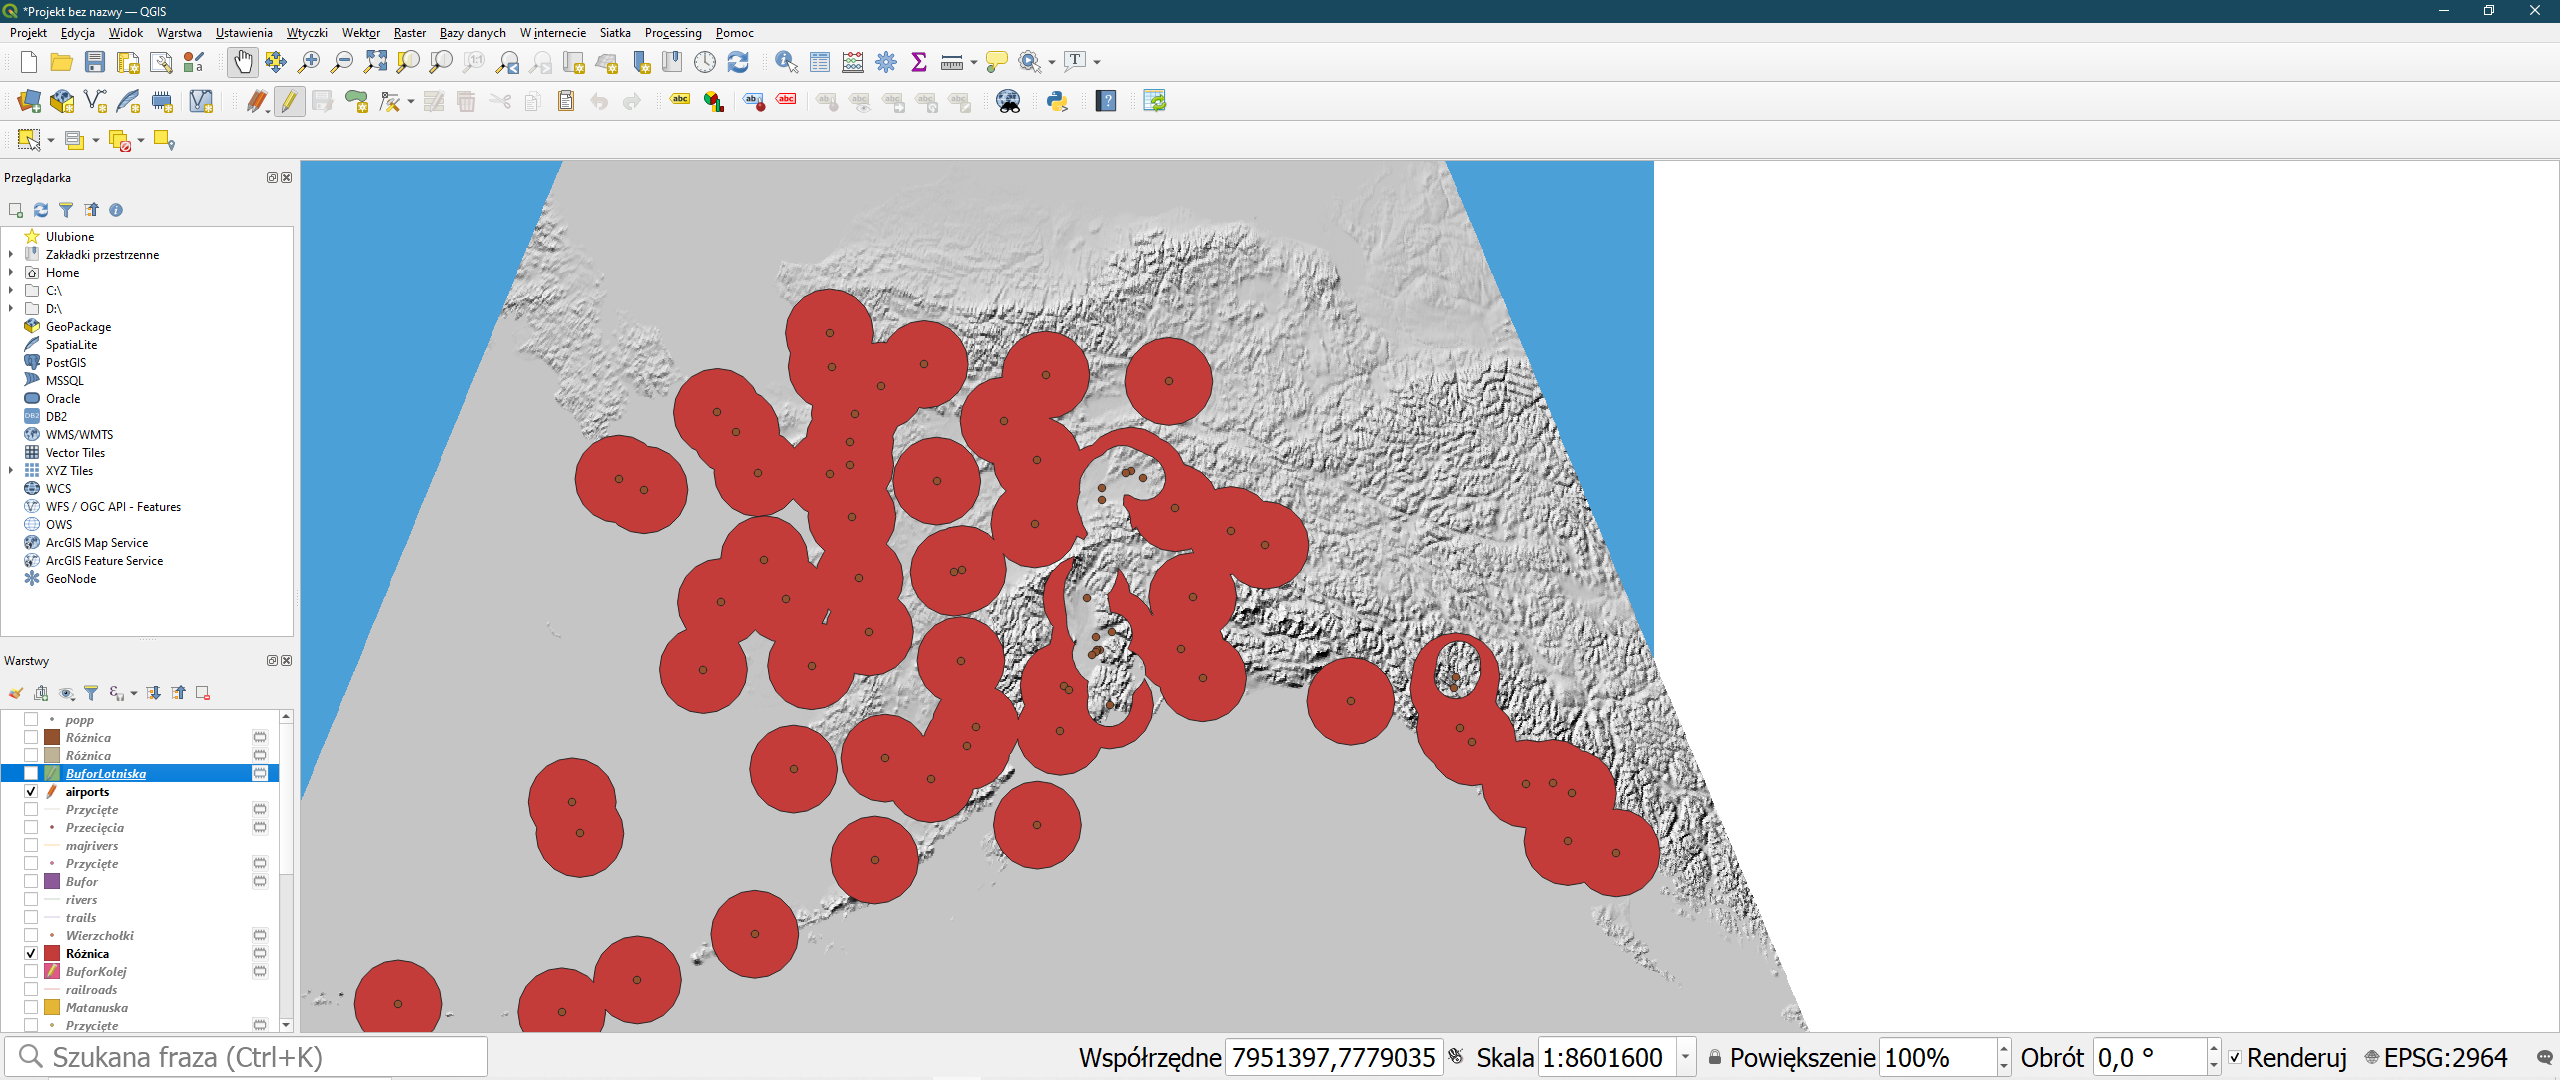 *Projekt bez nazwy — QGIS
Projekt Edycja Widok Warstwa Ustawienia Wtyczki Wektor Raster Bazy danych W internecie Siatka Processing Pomoc
Przeglądarka
Ulubione
Zakładki przestrzenne
Home
C:\
D:\
GeoPackage
SpatiaLite
PostGIS
MSSQL
Oracle
DB2
WMS/WMTS
Vector Tiles
XYZ Tiles
WCS
WFS / OGC API - Features
OWS
ArcGIS Map Service
ArcGIS Feature Service
GeoNode
Warstwy
popp
Różnica
Różnica
BuforLotniska
airports
Przycięte
Przecięcia
majrivers
Przycięte
Bufor
rivers
trails
Wierzchołki
Różnica
BuforKolej
railroads
Matanuska
Przycięte
Szukana fraza (Ctrl+K) Współrzędne 7951397,7779035 Skala 1:8601600 Powiększenie 100% Obrót 0,0 ° Renderuj EPSG:2964